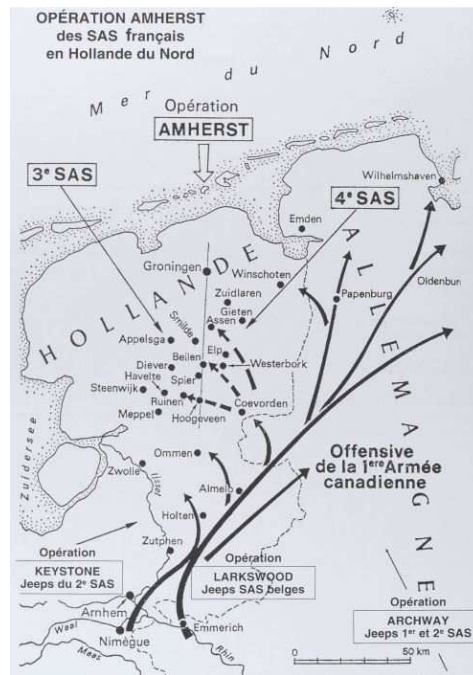 OPÉRATION AMHERST
des SAS français
en Hollande du Nord
Mer du Nord
Opération
AMHERST
3e SAS
4e SAS
Wilhelmshaven
Emden
Groningen
Winschoten
Zuidlaren
Gieten
Assen
Oldenbur
Papenburg
HOLLANDE
ALLEMAGNE
Appelsga
Smilde
Beilen
Elp
Westerbork
Diever
Havelte
Spier
Steenwijk
Ruinen
Meppel
Hoogeveen
Coevorden
Zuidersee
Ommen
Zwolle
Ijssel
Almelo
Offensive
de la 1ere Armée
canadienne
Holten
Zutphen
Opération
KEYSTONE
Jeeps du 2e SAS
Opération
LARKSWOOD
Jeeps SAS belges
Opération
ARCHWAY
Jeeps 1er et 2e SAS
Arnhem
Waal
Nimègue
Emmerich
Maas
Rhin
0
50 km